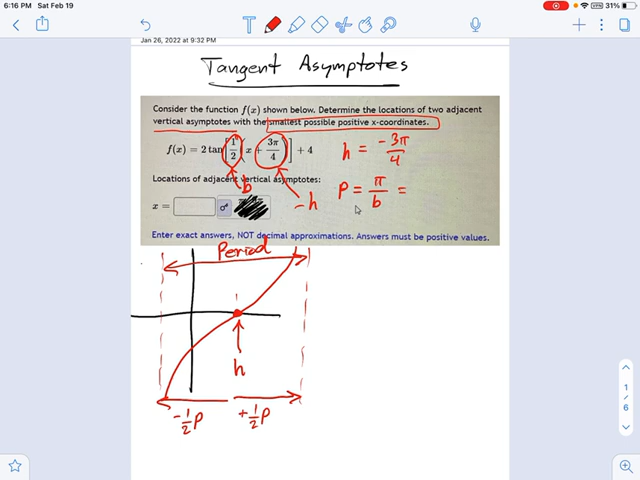 6:16 PM Sat Feb 19
VPN 31%
T
Jan 26, 2022 at 9:32 PM
Tangent Asymptotes
Consider the function f(x) shown below. Determine the locations of two adjacent
vertical asymptotes with the smallest possible positive x-coordinates.
f(x) = 2 tan[1/2(x + 3π/4)] + 4
h = -3π/4
b
-h
P = π/b =
Locations of adjacent vertical asymptotes:
x =
Enter exact answers, NOT decimal approximations. Answers must be positive values.
Period
h
-1/2P +1/2P
1
/
6